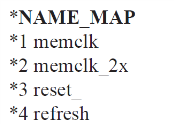 *NAME_MAP
*1 memclk
*2 memclk_2x
*3 reset_
*4 refresh